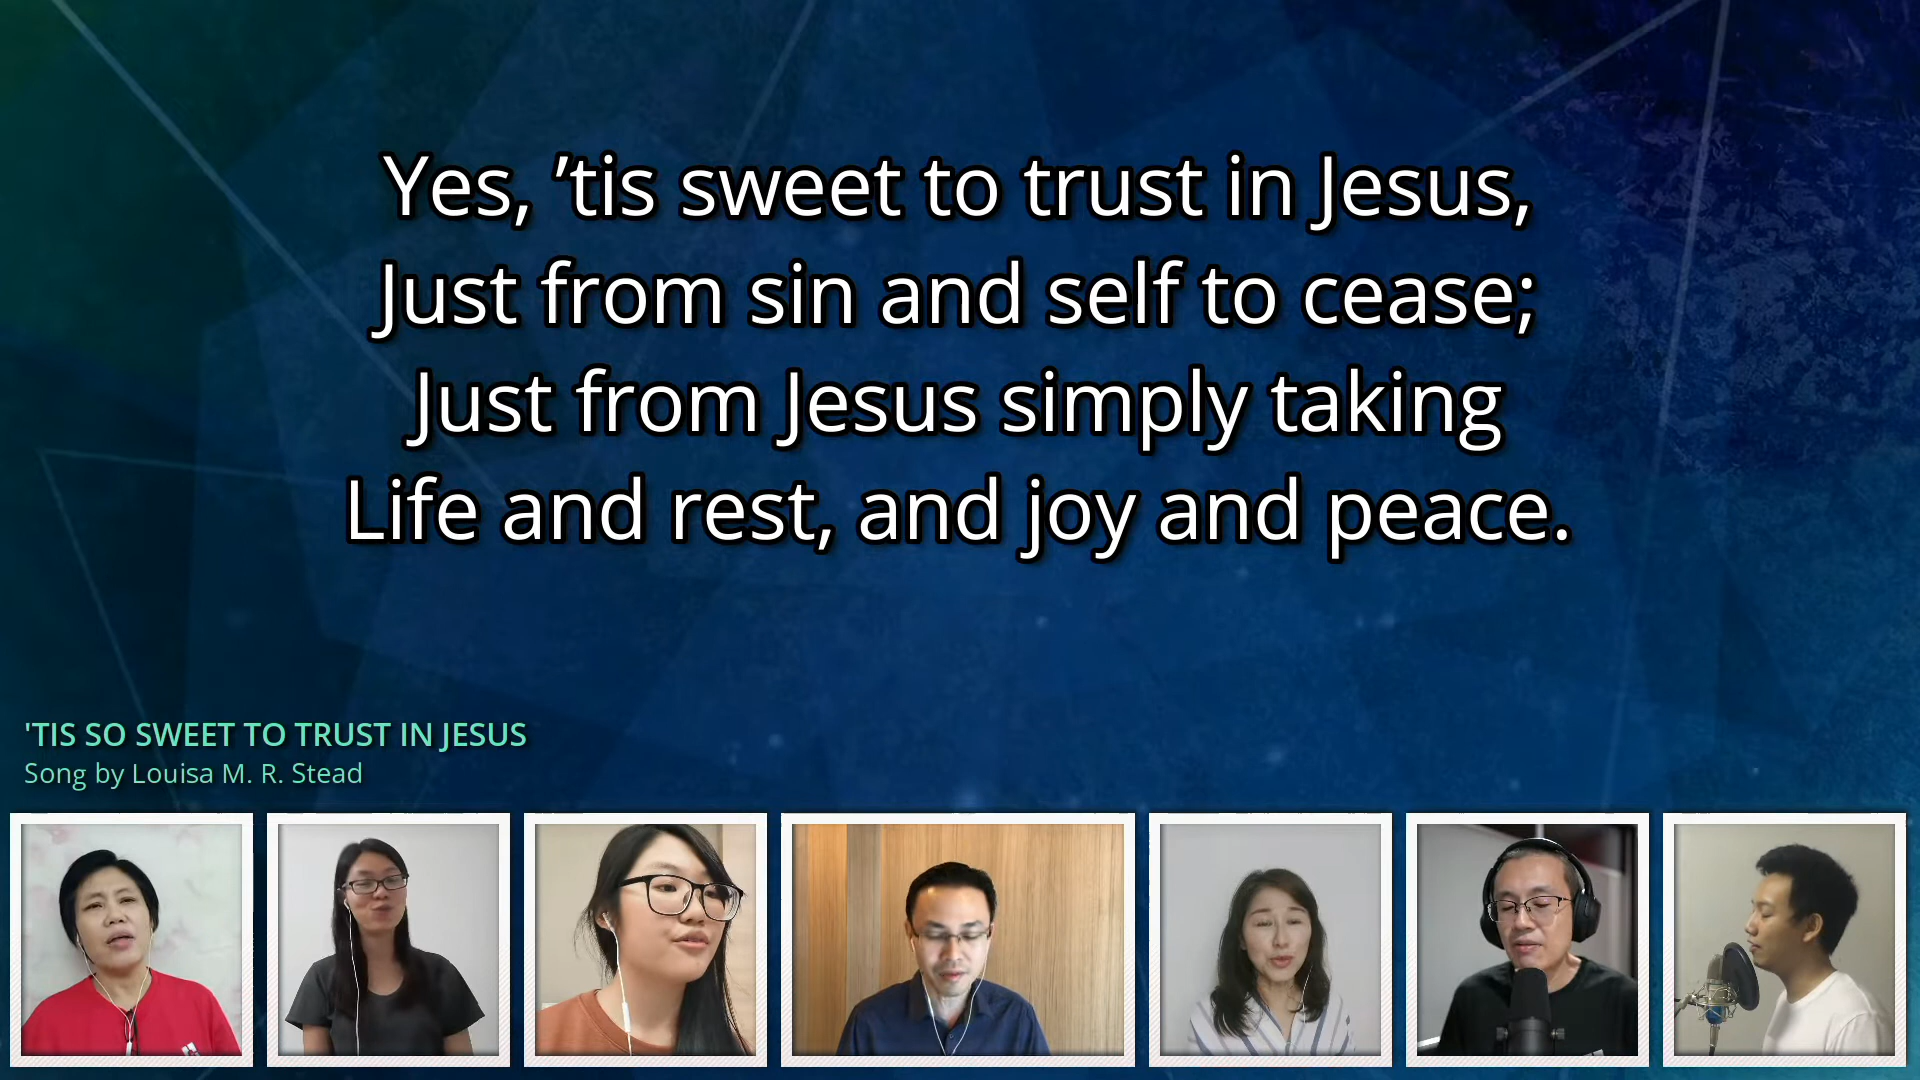 Yes, ’tis sweet to trust in Jesus,
Just from sin and self to cease;
Just from Jesus simply taking
Life and rest, and joy and peace.
'TIS SO SWEET TO TRUST IN JESUS
Song by Louisa M. R. Stead